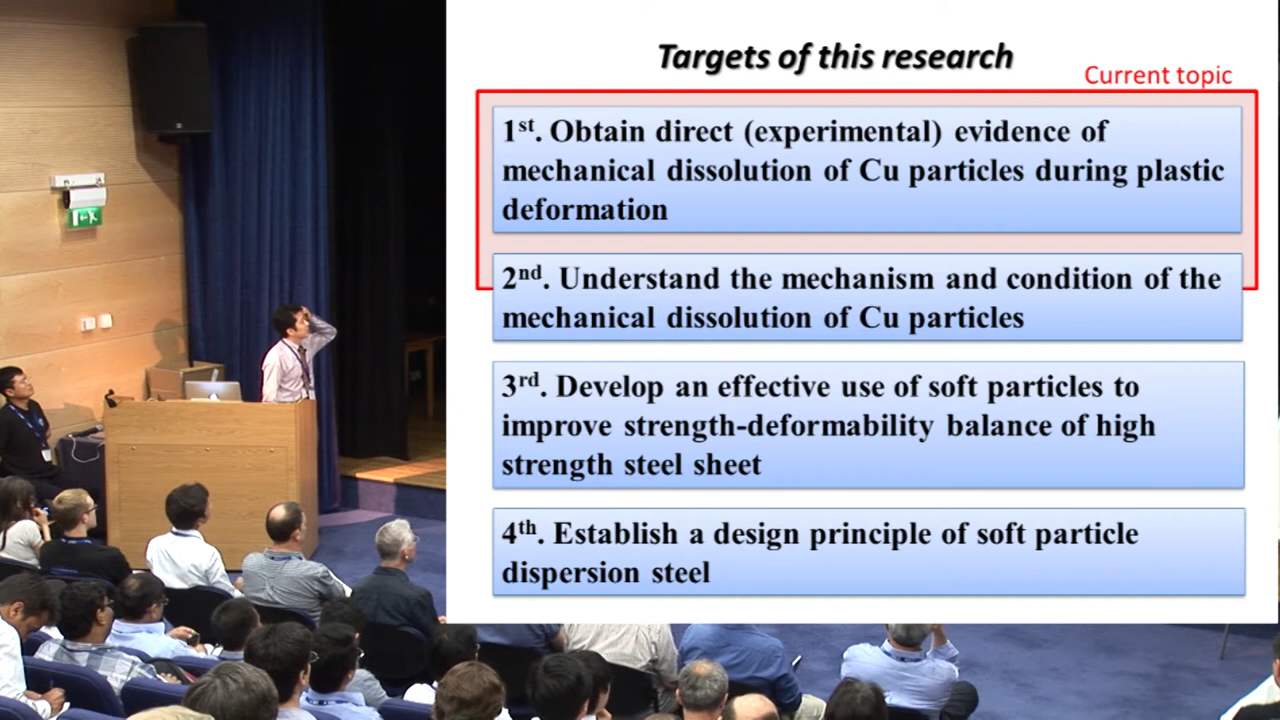 Targets of this research
Current topic
1st. Obtain direct (experimental) evidence of
mechanical dissolution of Cu particles during plastic
deformation
2nd. Understand the mechanism and condition of the
mechanical dissolution of Cu particles
3rd. Develop an effective use of soft particles to
improve strength-deformability balance of high
strength steel sheet
4th. Establish a design principle of soft particle
dispersion steel